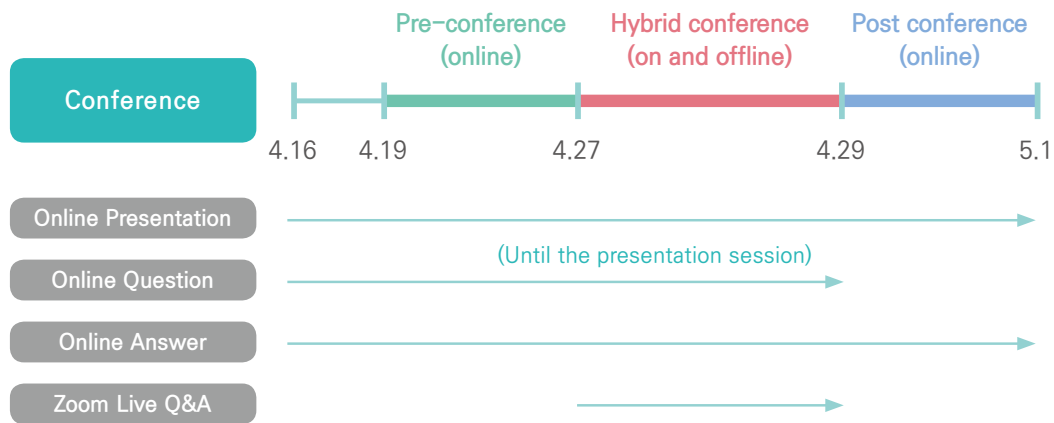 Pre-conference
(online)
Hybrid conference
(on and offline)
Post conference
(online)
Conference
4.16
4.19
4.27
4.29
5.1
Online Presentation
(Until the presentation session)
Online Question
Online Answer
Zoom Live Q&A